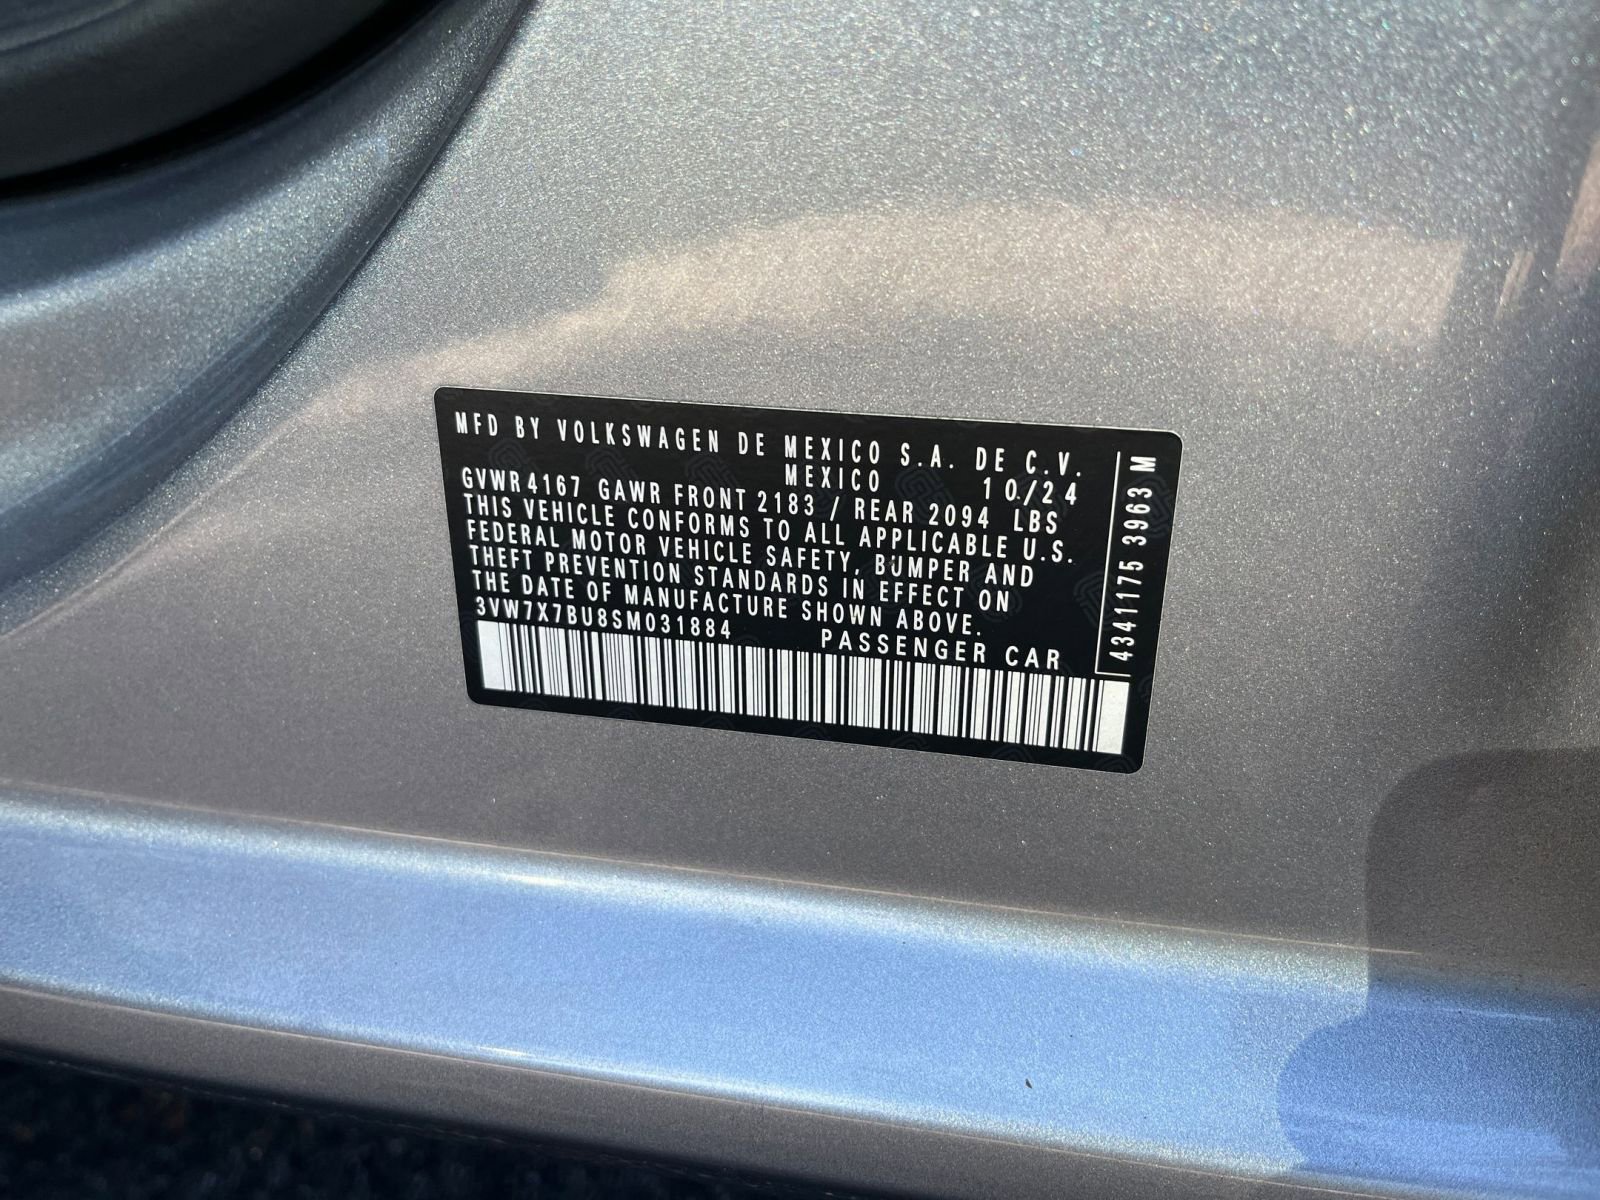 MFD BY VOLKSWAGEN DE MEXICO S.A. DE C.V.
MEXICO 10/24
GVWR 4167 GAWR FRONT 2183 / REAR 2094 LBS
THIS VEHICLE CONFORMS TO ALL APPLICABLE U.S.
FEDERAL MOTOR VEHICLE SAFETY, BUMPER AND
THEFT PREVENTION STANDARDS IN EFFECT ON
THE DATE OF MANUFACTURE SHOWN ABOVE.
3VW7X7BU8SM031884 PASSENGER CAR
4341175 3963 M